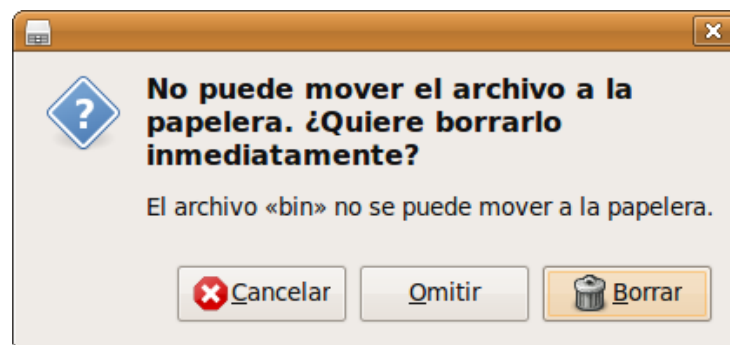 No puede mover el archivo a la
papelera. ¿Quiere borrarlo
inmediatamente?
El archivo «bin» no se puede mover a la papelera.
Cancelar
Omitir
Borrar